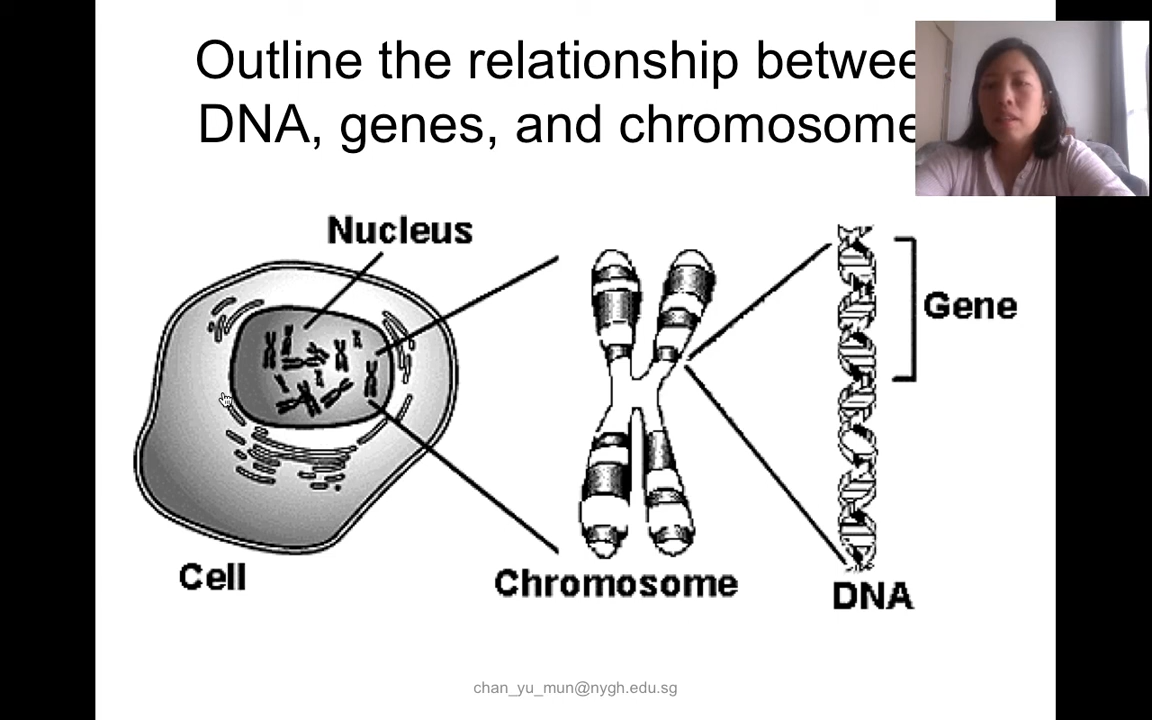 Outline the relationship betwee
DNA, genes, and chromosome
Nucleus
Gene
Cell
Chromosome
DNA
chan_yu_mun@nygh.edu.sg